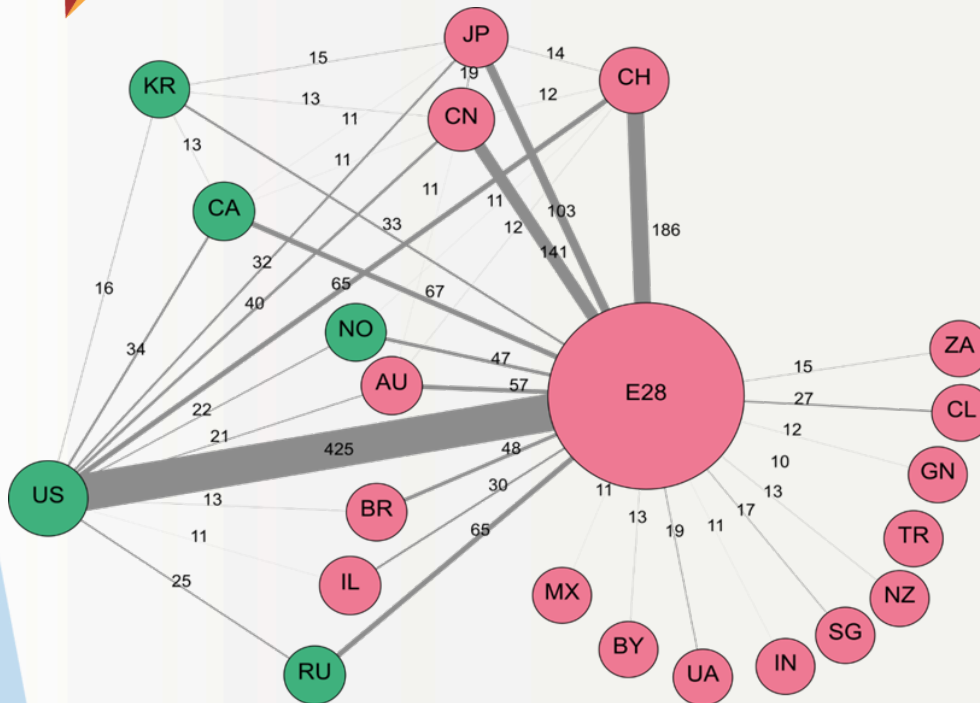 JP
15
14
KR
19
CH
13
12
CN
11
13
11
11
11
CA
33
12
103
186
141
32
65
16
67
40
NO
ZA
34
47
15
AU
57
E28
22
27
CL
21
12
425
48
10
GN
US
30
11
13
13
BR
17
13
65
19
11
11
TR
25
IL
MX
NZ
SG
BY
RU
UA
IN